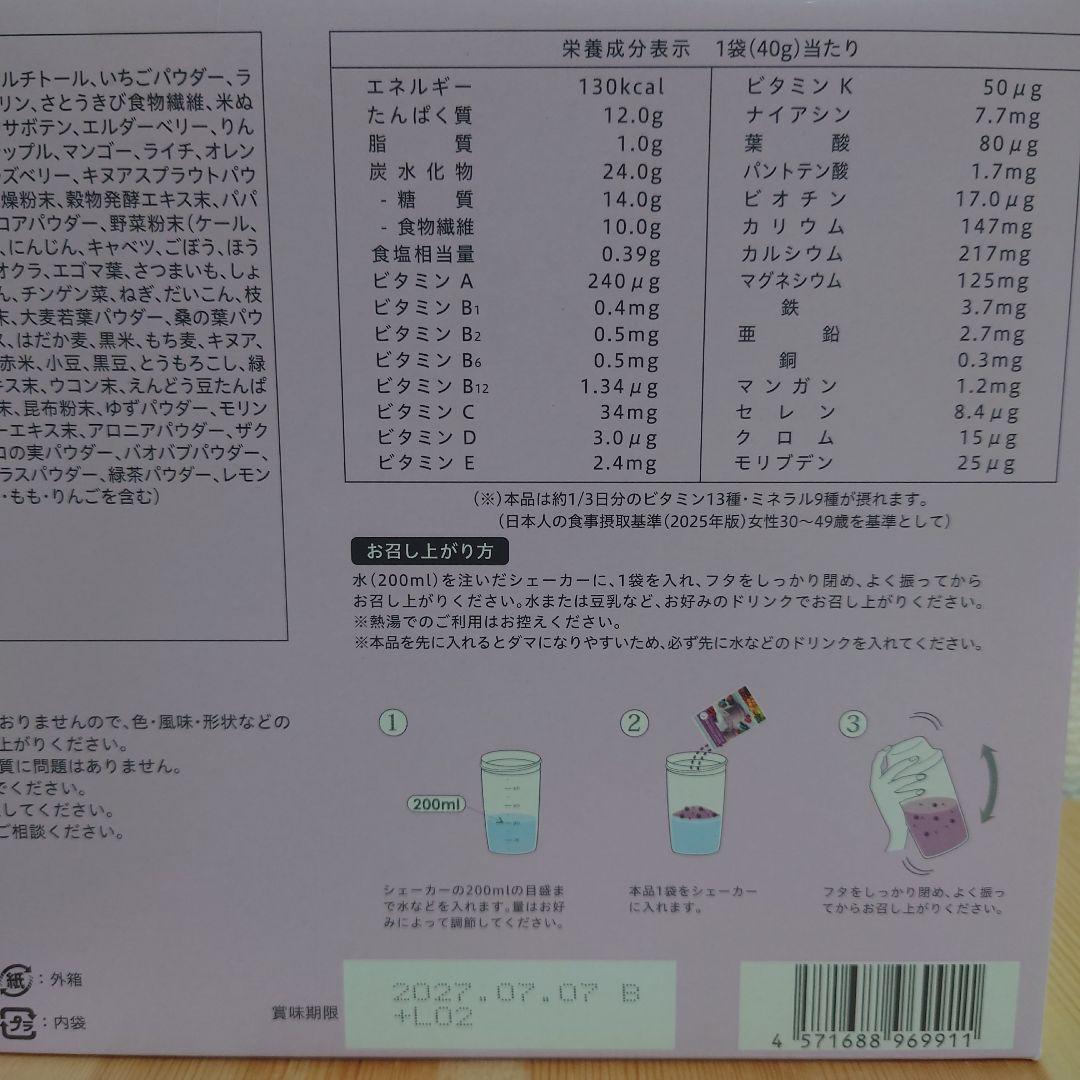 ルチトール､いちごパウダー､ラ
リン､さとうきび食物繊維､米ぬ
サボテン､エルダーベリー､りん
ップル､マンゴー､ライチ､オレン
ズベリー､キヌアスプラウトパウ
燥粉末､穀物発酵エキス末､パパ
コアパウダー､野菜粉末(ケール､
､にんじん､キャベツ､ごぼう､ほう
オクラ､エゴマ葉､さつまいも､しょ
ん､チンゲン菜､ねぎ､だいこん､枝
末､大麦若葉パウダー､桑の葉パウ
ス､はだか麦､黒米､もち麦､キヌア､
赤米､小豆､黒豆､とうもろこし､緑
キス末､ウコン末､えんどう豆たんぱ
末､昆布粉末､ゆずパウダー､モリン
ーエキス末､アロニアパウダー､ザク
コの実パウダー､バオバブパウダー､
ラスパウダー､緑茶パウダー､レモン
･もも･りんごを含む)
栄養成分表示 1袋(40g)当たり
エネルギー 130kcal
たんぱく質 12.0g
脂質 1.0g
炭水化物 24.0g
- 糖質 14.0g
- 食物繊維 10.0g
食塩相当量 0.39g
ビタミン A 240μg
ビタミン B1 0.4mg
ビタミン B2 0.5mg
ビタミン B6 0.5mg
ビタミン B12 1.34μg
ビタミン C 34mg
ビタミン D 3.0μg
ビタミン E 2.4mg
ビタミン K 50μg
ナイアシン 7.7mg
葉酸 80μg
パントテン酸 1.7mg
ビオチン 17.0μg
カリウム 147mg
カルシウム 217mg
マグネシウム 125mg
鉄 3.7mg
亜鉛 2.7mg
銅 0.3mg
マンガン 1.2mg
セレン 8.4μg
クロム 15μg
モリブデン 25μg
(※)本品は約1/3日分のビタミン13種･ミネラル9種が摂れます。
(日本人の食事摂取基準(2025年版)女性30〜49歳を基準として)
お召し上がり方
水(200ml)を注いだシェーカーに､1袋を入れ､フタをしっかり閉め､よく振ってから
お召し上がりください。水または豆乳など､お好みのドリンクでお召し上がりください。
※熱湯でのご利用はお控えください。
※本品を先に入れるとダマになりやすいため､必ず先に水などのドリンクを入れてください。
おりませんので､色･風味･形状などの
上がりください。
質に問題はありません。
でください。
してください。
ご相談ください。
1
200ml
シェーカーの200mlの目盛ま
で水などを入れます。量はお好
みによって調節してください。
2
本品1袋をシェーカー
に入れます。
3
フタをしっかり閉め､よく振っ
てからお召し上がりください。
紙 : 外箱
プラ : 内袋
賞味期限
2027.07.07 B
+L02
4 571688 969911